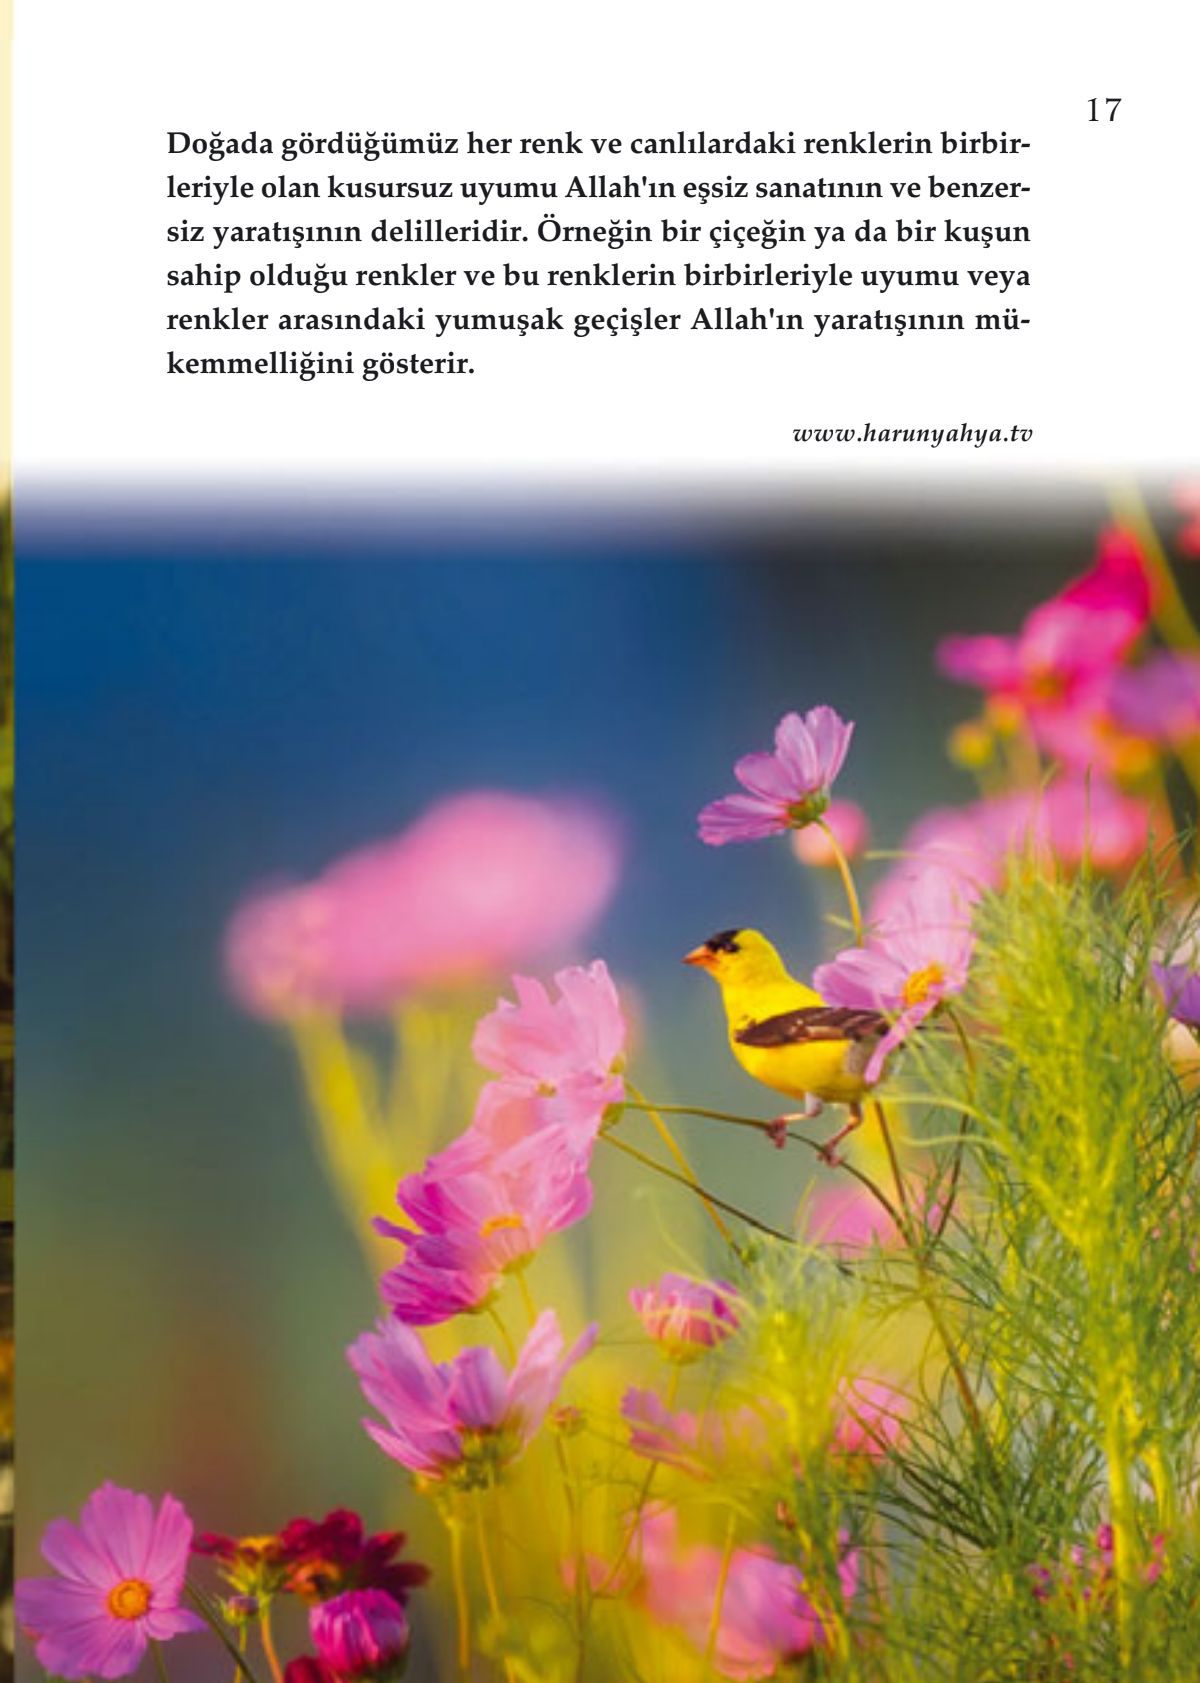 17
Doğada gördüğümüz her renk ve canlılardaki renklerin birbir-
leriyle olan kusursuz uyumu Allah'ın eşsiz sanatının ve benzer-
siz yaratışının delilleridir. Örneğin bir çiçeğin ya da bir kuşun
sahip olduğu renkler ve bu renklerin birbirleriyle uyumu veya
renkler arasındaki yumuşak geçişler Allah'ın yaratışının mü-
kemmelliğini gösterir.
www.harunyahya.tv